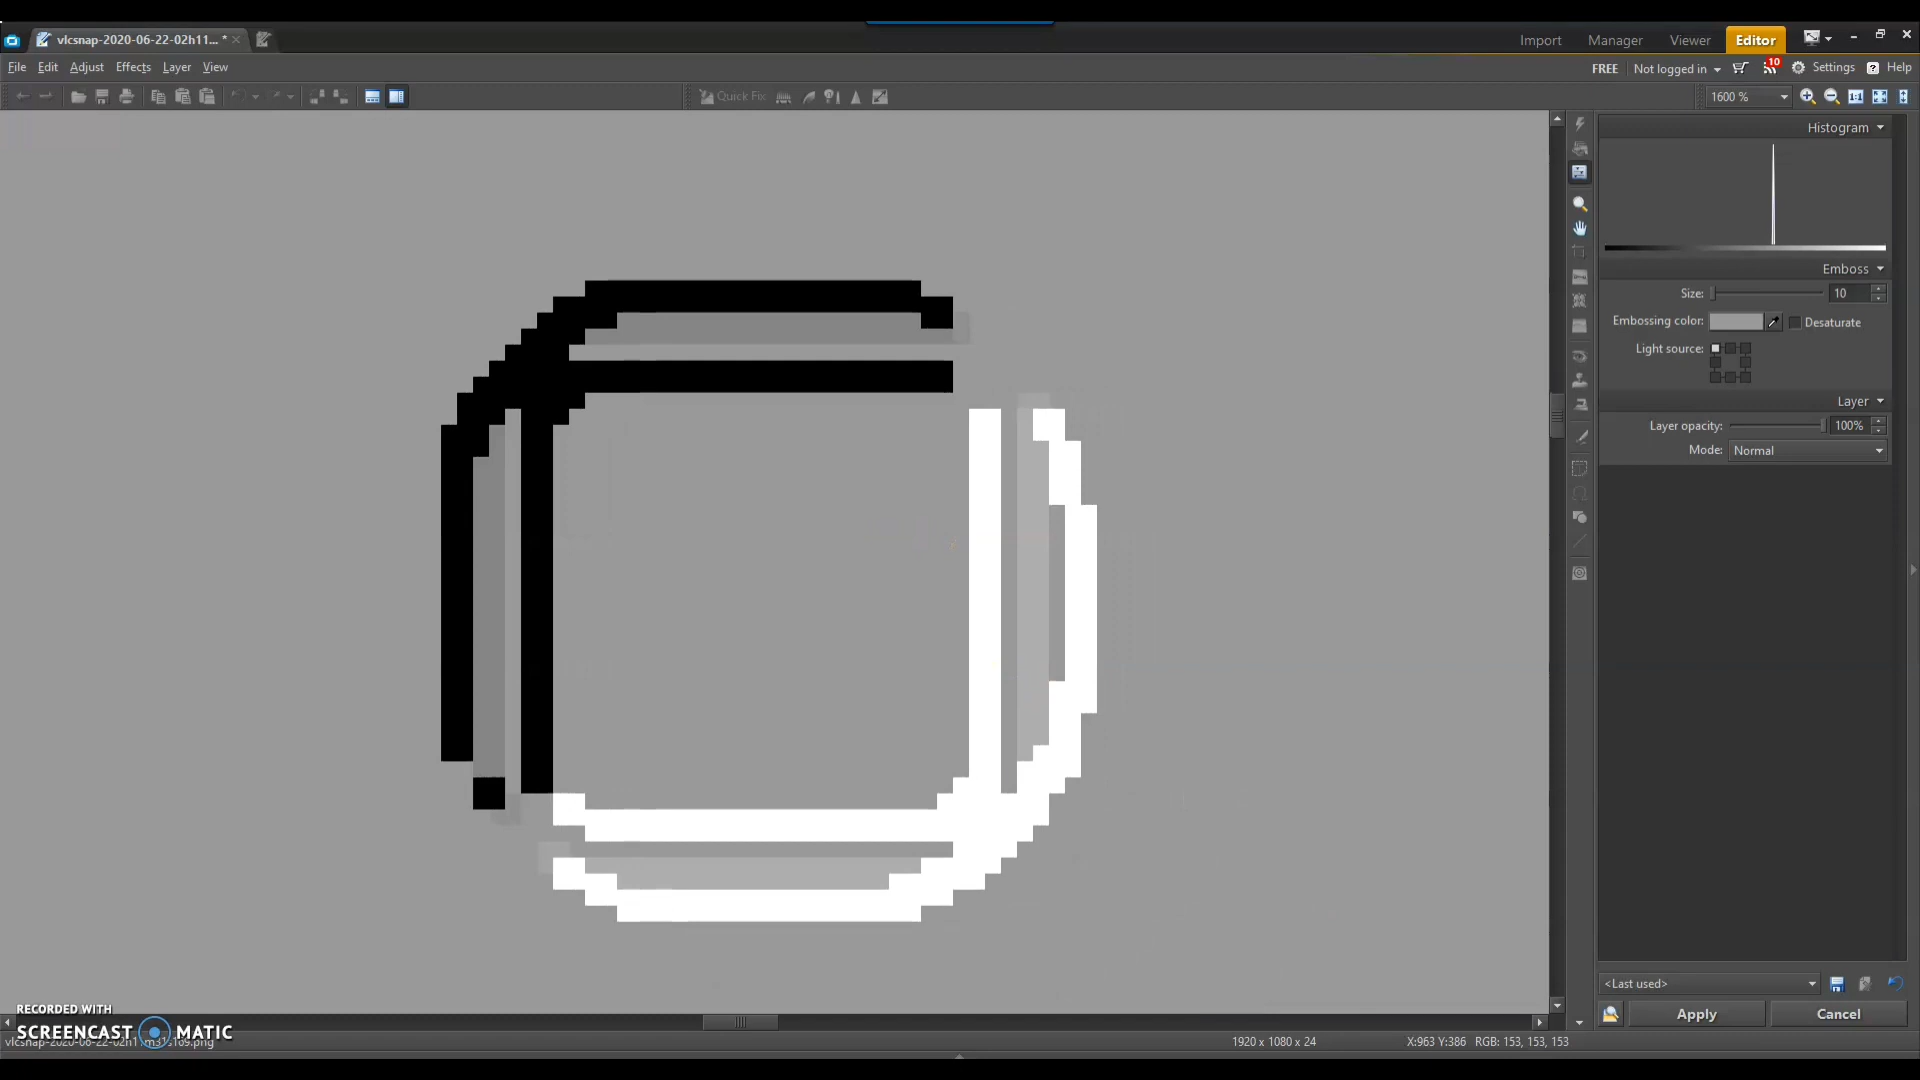 vlcsnap-2020-06-22-02h11... *
Import Manager Viewer Editor
File Edit Adjust Effects Layer View
FREE Not logged in 10 Settings Help
Quick Fix
1600 %
Histogram
Emboss
Size: 10
Embossing color: Desaturate
Light source:
Layer
Layer opacity: 100%
Mode: Normal
<Last used>
Apply Cancel
RECORDED WITH
SCREENCAST MATIC
1920 x 1080 x 24 X:963 Y:386 RGB: 153, 153, 153